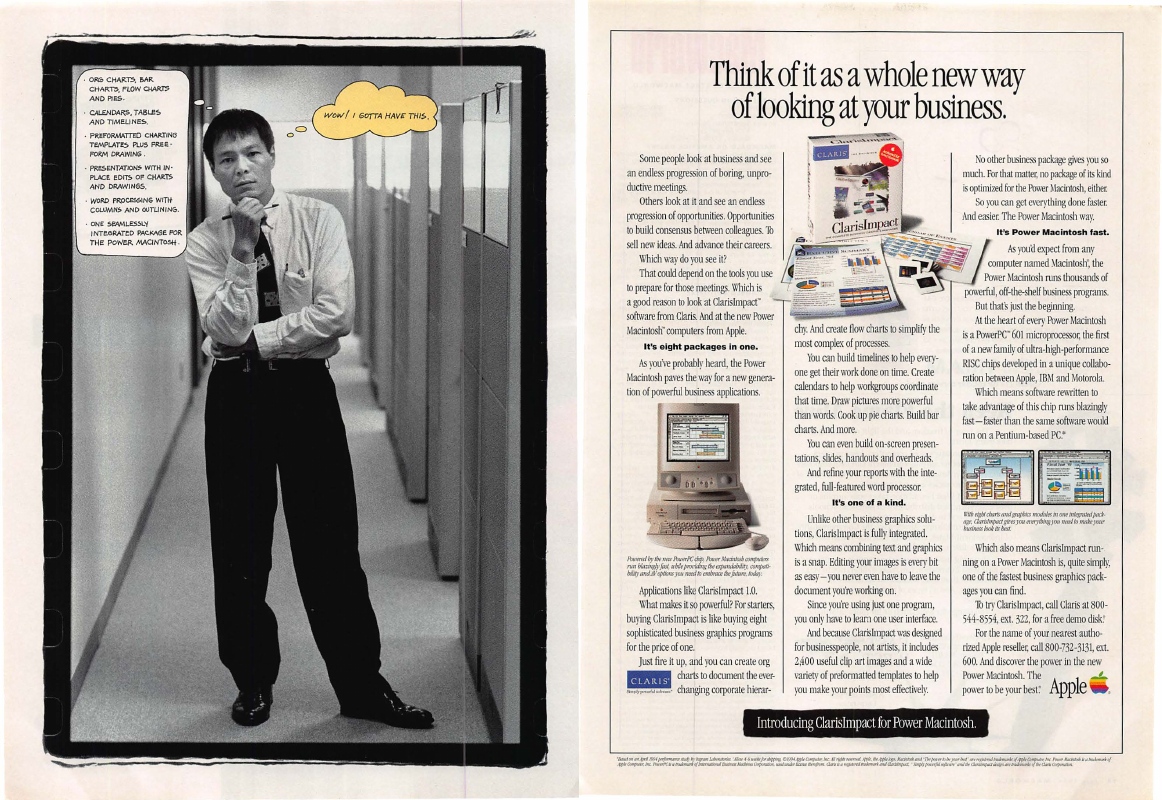 · ORG CHARTS, BAR
CHARTS, FLOW CHARTS
AND PIES.
· CALENDARS, TABLES
AND TIMELINES.
· PREFORMATTED CHARTING
TEMPLATES PLUS FREE-
FORM DRAWING.
· PRESENTATIONS WITH IN-
PLACE EDITS OF CHARTS
AND DRAWINGS.
· WORD PROCESSING WITH
COLUMNS AND OUTLINING.
· ONE SEAMLESSLY
INTEGRATED PACKAGE FOR
THE POWER MACINTOSH.
WOW! I GOTTA HAVE THIS.
Think of it as a whole new way
of looking at your business.
Some people look at business and see
an endless progression of boring, unpro-
ductive meetings.
Others look at it and see an endless
progression of opportunities. Opportunities
to build consensus between colleagues. To
sell new ideas. And advance their careers.
Which way do you see it?
That could depend on the tools you use
to prepare for those meetings. Which is
a good reason to look at ClarisImpact™
software from Claris. And at the new Power
Macintosh™ computers from Apple.
It's eight packages in one.
As you've probably heard, the Power
Macintosh paves the way for a new genera-
tion of powerful business applications.
Powered by the new PowerPC chip, Power Macintosh computers
run blazingly fast, while providing the expandability, compati-
bility and AV options you need to embrace the future, today.
Applications like ClarisImpact 1.0.
What makes it so powerful? For starters,
buying ClarisImpact is like buying eight
sophisticated business graphics programs
for the price of one.
Just fire it up, and you can create org
charts to document the ever-
changing corporate hierar-
CLARIS
Simply powerful software.
ClarisImpact
CLARIS
ClarisImpact
EXECUTIVE SUMMARY
chy. And create flow charts to simplify the
most complex of processes.
You can build timelines to help every-
one get their work done on time. Create
calendars to help workgroups coordinate
that time. Draw pictures more powerful
than words. Cook up pie charts. Build bar
charts. And more.
You can even build on-screen presen-
tations, slides, handouts and overheads.
And refine your reports with the inte-
grated, full-featured word processor.
It's one of a kind.
Unlike other business graphics solu-
tions, ClarisImpact is fully integrated.
Which means combining text and graphics
is a snap. Editing your images is every bit
as easy—you never even have to leave the
document you're working on.
Since you're using just one program,
you only have to learn one user interface.
And because ClarisImpact was designed
for businesspeople, not artists, it includes
2,400 useful clip art images and a wide
variety of preformatted templates to help
you make your points most effectively.
No other business package gives you so
much. For that matter, no package of its kind
is optimized for the Power Macintosh, either.
So you can get everything done faster.
And easier. The Power Macintosh way.
It's Power Macintosh fast.
As you'd expect from any
computer named Macintosh®, the
Power Macintosh runs thousands of
powerful, off-the-shelf business programs.
But that's just the beginning.
At the heart of every Power Macintosh
is a PowerPC™ 601 microprocessor, the first
of a new family of ultra-high-performance
RISC chips developed in a unique collabo-
ration between Apple, IBM and Motorola.
Which means software rewritten to
take advantage of this chip runs blazingly
fast—faster than the same software would
run on a Pentium-based PC.*
With eight charts and graphics modules in one integrated pack-
age, ClarisImpact gives you everything you need to make your
business look its best.
Which also means ClarisImpact run-
ning on a Power Macintosh is, quite simply,
one of the fastest business graphics pack-
ages you can find.
To try ClarisImpact, call Claris at 800-
544-8554, ext. 322, for a free demo disk.†
For the name of your nearest autho-
rized Apple reseller, call 800-732-3131, ext.
600. And discover the power in the new
Power Macintosh. The
power to be your best.®
Apple
Introducing ClarisImpact for Power Macintosh.